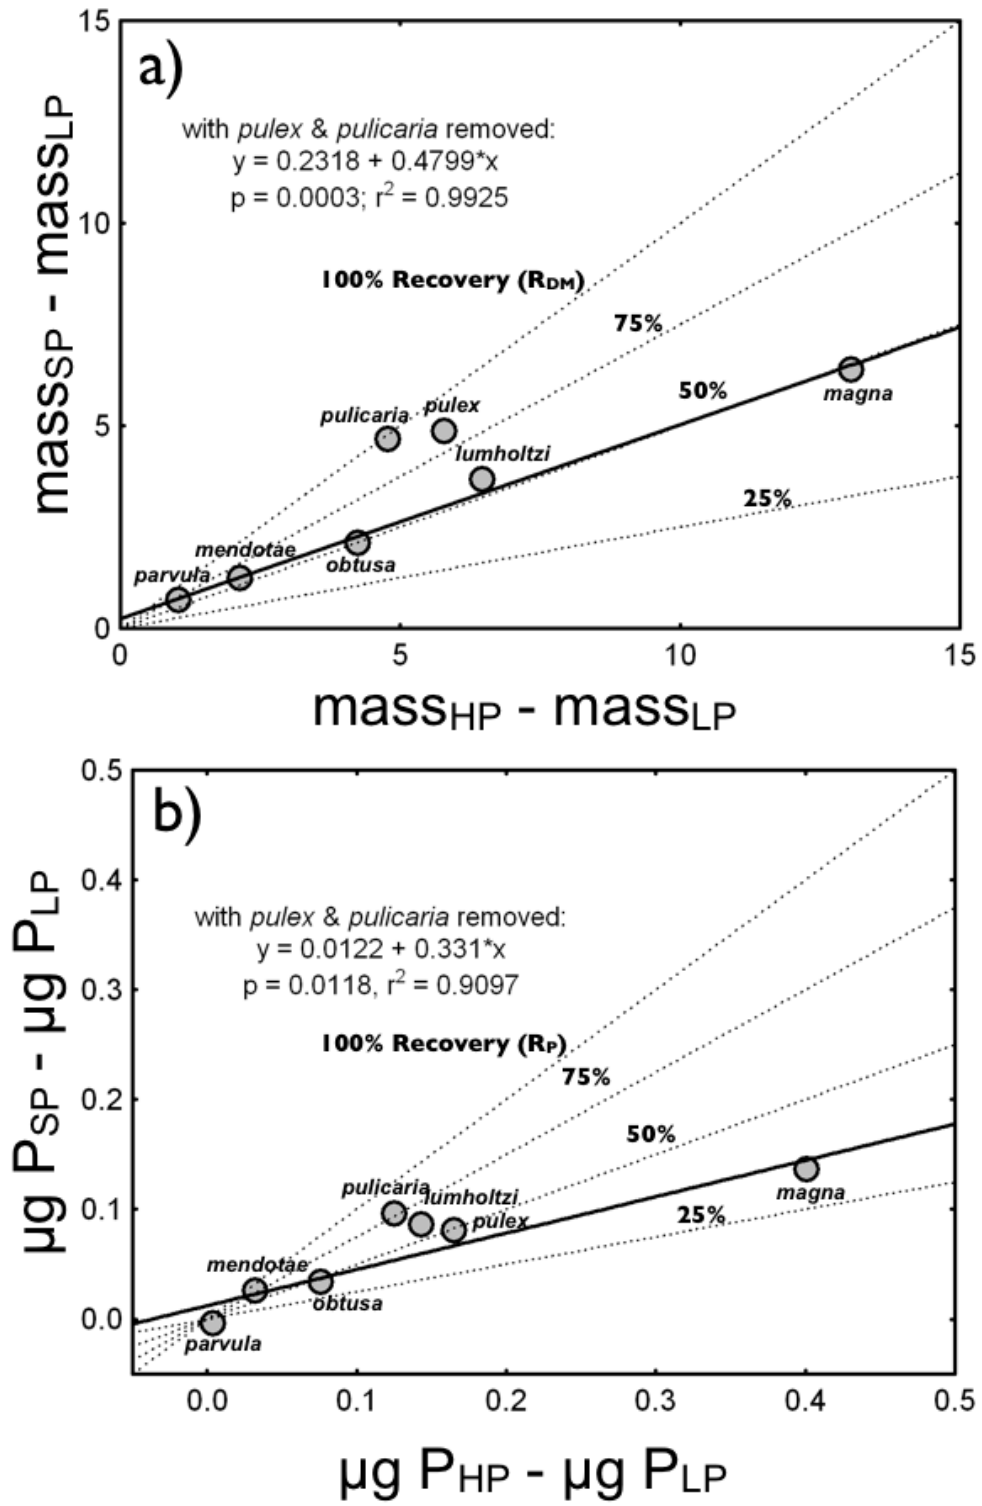 15
a)
with pulex & pulicaria removed:
y = 0.2318 + 0.4799*x
p = 0.0003; r² = 0.9925
10
100% Recovery (RDM)
75%
50%
pulicaria
pulex
magna
5
lumholtzi
25%
mendotae
obtusa
parvula
0
0 5 10 15
massSP - massLP
massHP - massLP
0.5
b)
0.4
with pulex & pulicaria removed:
y = 0.0122 + 0.331*x
p = 0.0118, r² = 0.9097
0.3
100% Recovery (RP)
75%
0.2
50%
pulicaria
lumholtzi
magna
0.1
pulex
25%
mendotae
obtusa
0.0
parvula
0.0 0.1 0.2 0.3 0.4 0.5
µg PSP - µg PLP
µg PHP - µg PLP